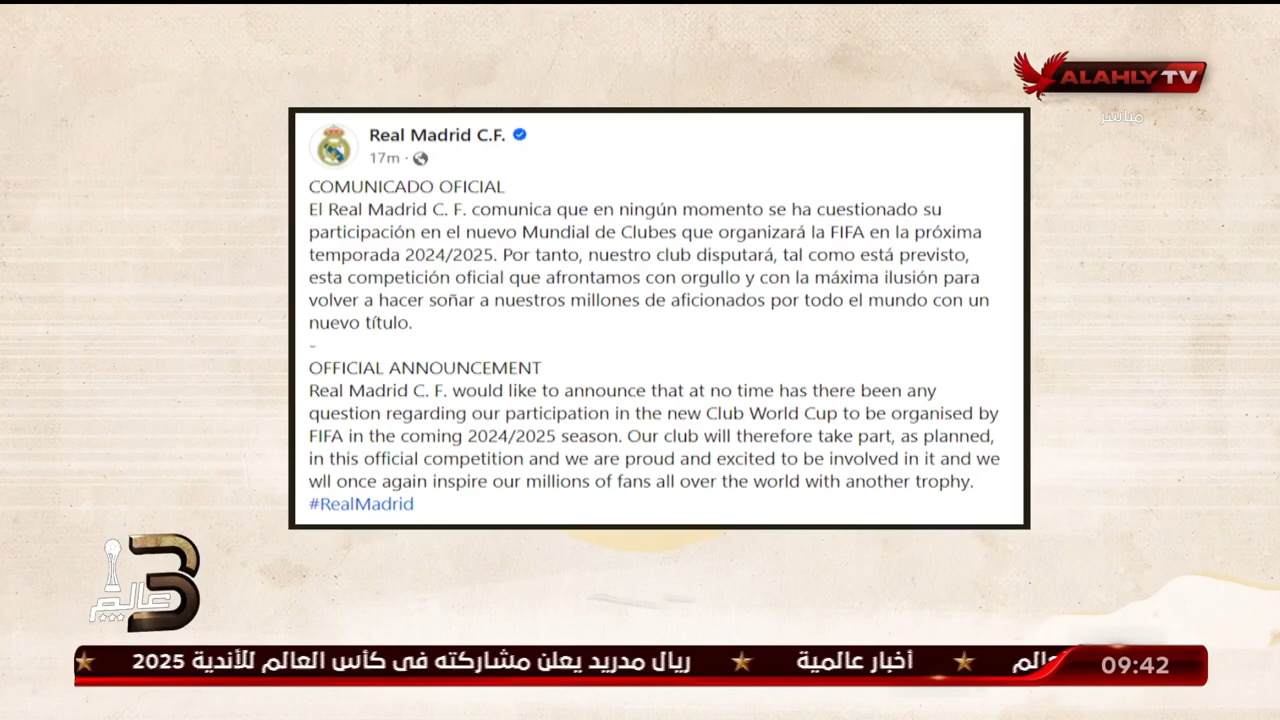 ALAHLY TV
مباشر
Real Madrid C.F.
17m ·
COMUNICADO OFICIAL
El Real Madrid C. F. comunica que en ningún momento se ha cuestionado su
participación en el nuevo Mundial de Clubes que organizará la FIFA en la próxima
temporada 2024/2025. Por tanto, nuestro club disputará, tal como está previsto,
esta competición oficial que afrontamos con orgullo y con la máxima ilusión para
volver a hacer soñar a nuestros millones de aficionados por todo el mundo con un
nuevo título.
-
OFFICIAL ANNOUNCEMENT
Real Madrid C. F. would like to announce that at no time has there been any
question regarding our participation in the new Club World Cup to be organised by
FIFA in the coming 2024/2025 season. Our club will therefore take part, as planned,
in this official competition and we are proud and excited to be involved in it and we
wll once again inspire our millions of fans all over the world with another trophy.
#RealMadrid
3
عالم
عالم ★ أخبار عالمية ★ ريال مدريد يعلن مشاركته فى كأس العالم للأندية 2025 ★
09:42